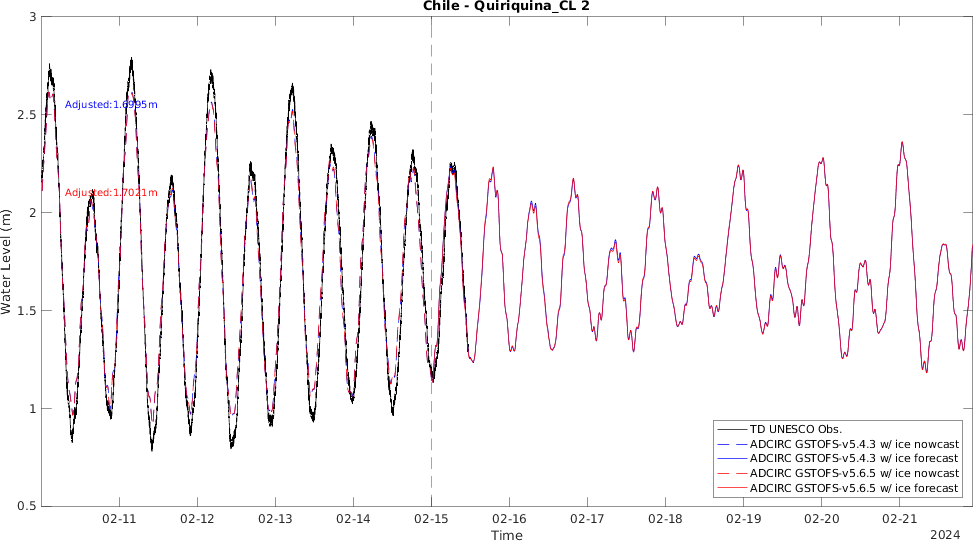 Chile - Quiriquina_CL 2
Water Level (m)
3
2.5
2
1.5
1
0.5
Adjusted:1.6995m
Adjusted:1.7021m
TD UNESCO Obs.
ADCIRC GSTOFS-v5.4.3 w/ ice nowcast
ADCIRC GSTOFS-v5.4.3 w/ ice forecast
ADCIRC GSTOFS-v5.6.5 w/ ice nowcast
ADCIRC GSTOFS-v5.6.5 w/ ice forecast
02-11 02-12 02-13 02-14 02-15 02-16 02-17 02-18 02-19 02-20 02-21
Time
2024